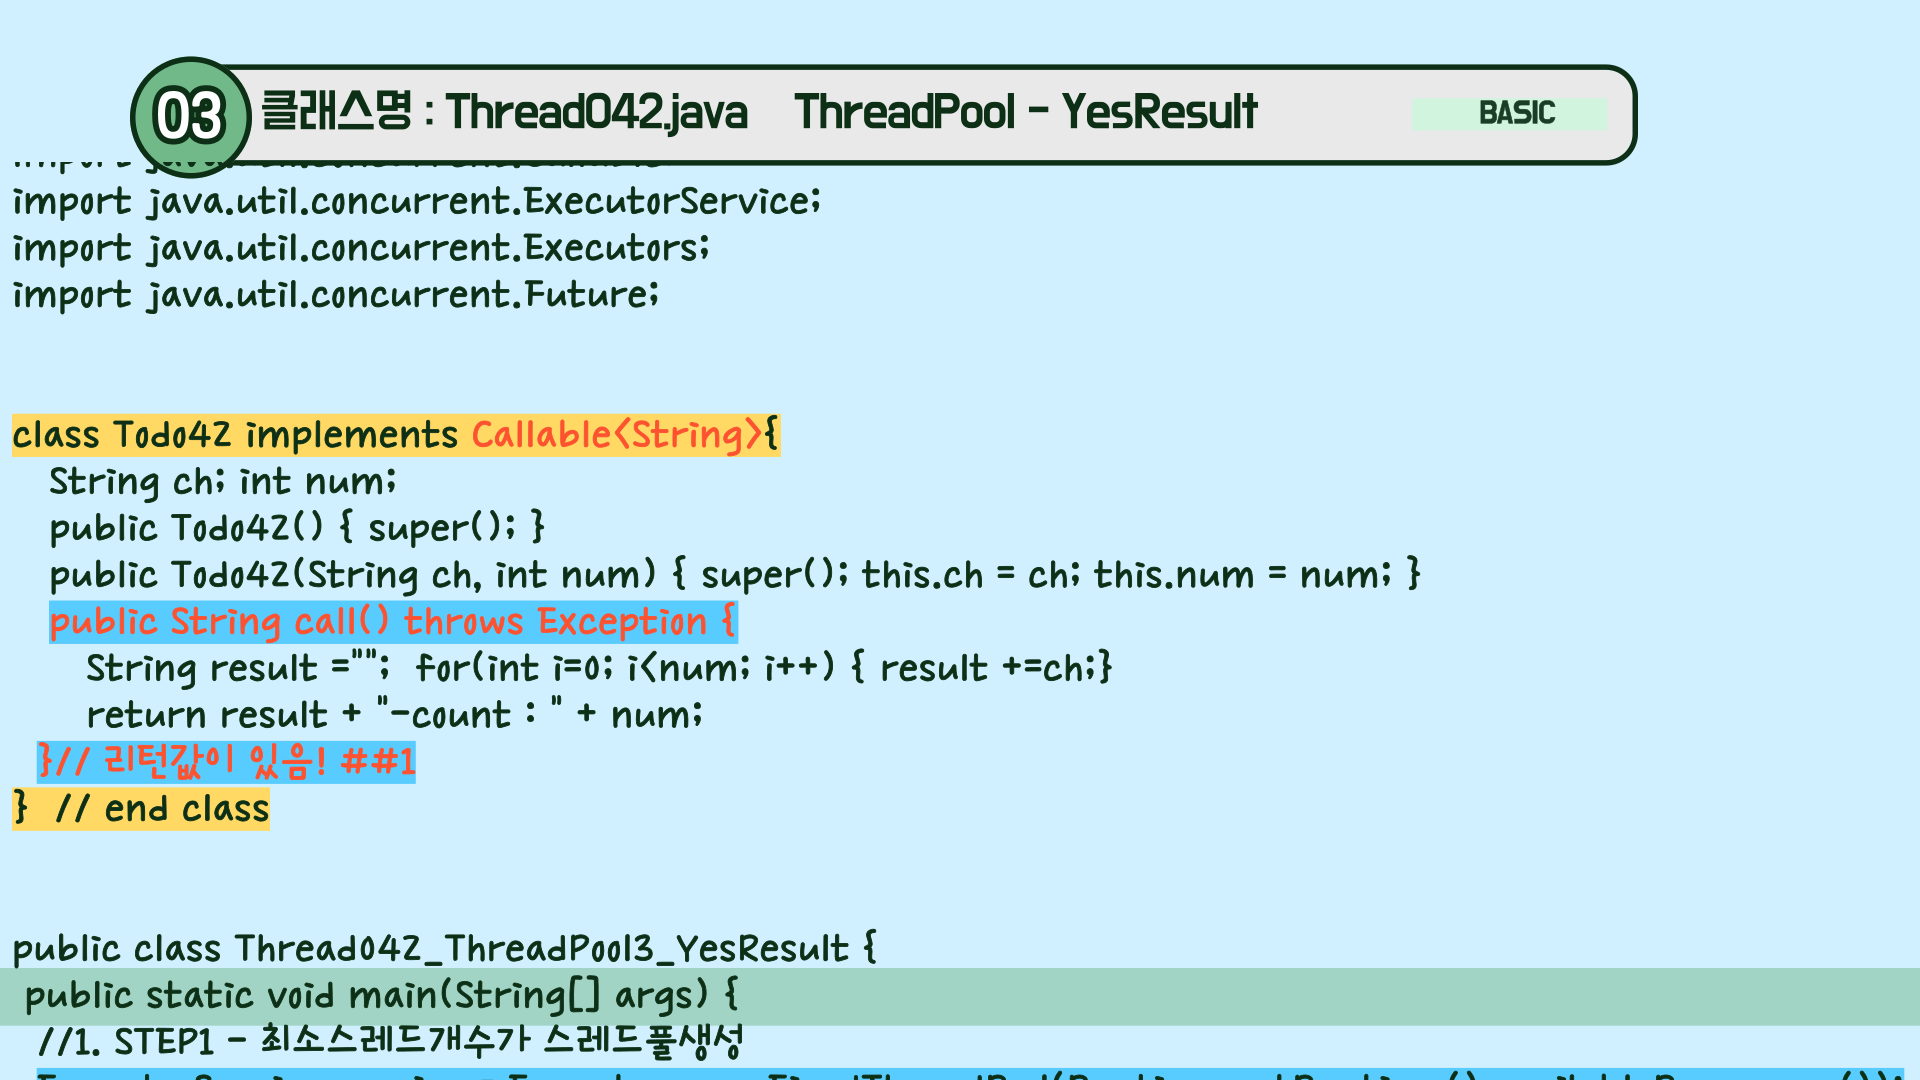 03 클래스명 : Thread042.java ThreadPool - YesResult BASIC
import
import java.util.concurrent.ExecutorService;
import java.util.concurrent.Executors;
import java.util.concurrent.Future;
class Todo42 implements Callable<String>{
String ch; int num;
public Todo42() { super(); }
public Todo42(String ch, int num) { super(); this.ch = ch; this.num = num; }
public String call() throws Exception {
String result =""; for(int i=0; i<num; i++) { result +=ch;}
return result + "-count : " + num;
}// 리턴값이 있음! ##1
} // end class
public class Thread042_ThreadPool3_YesResult {
public static void main(String[] args) {
//1. STEP1 - 최소스레드개수가 스레드풀생성